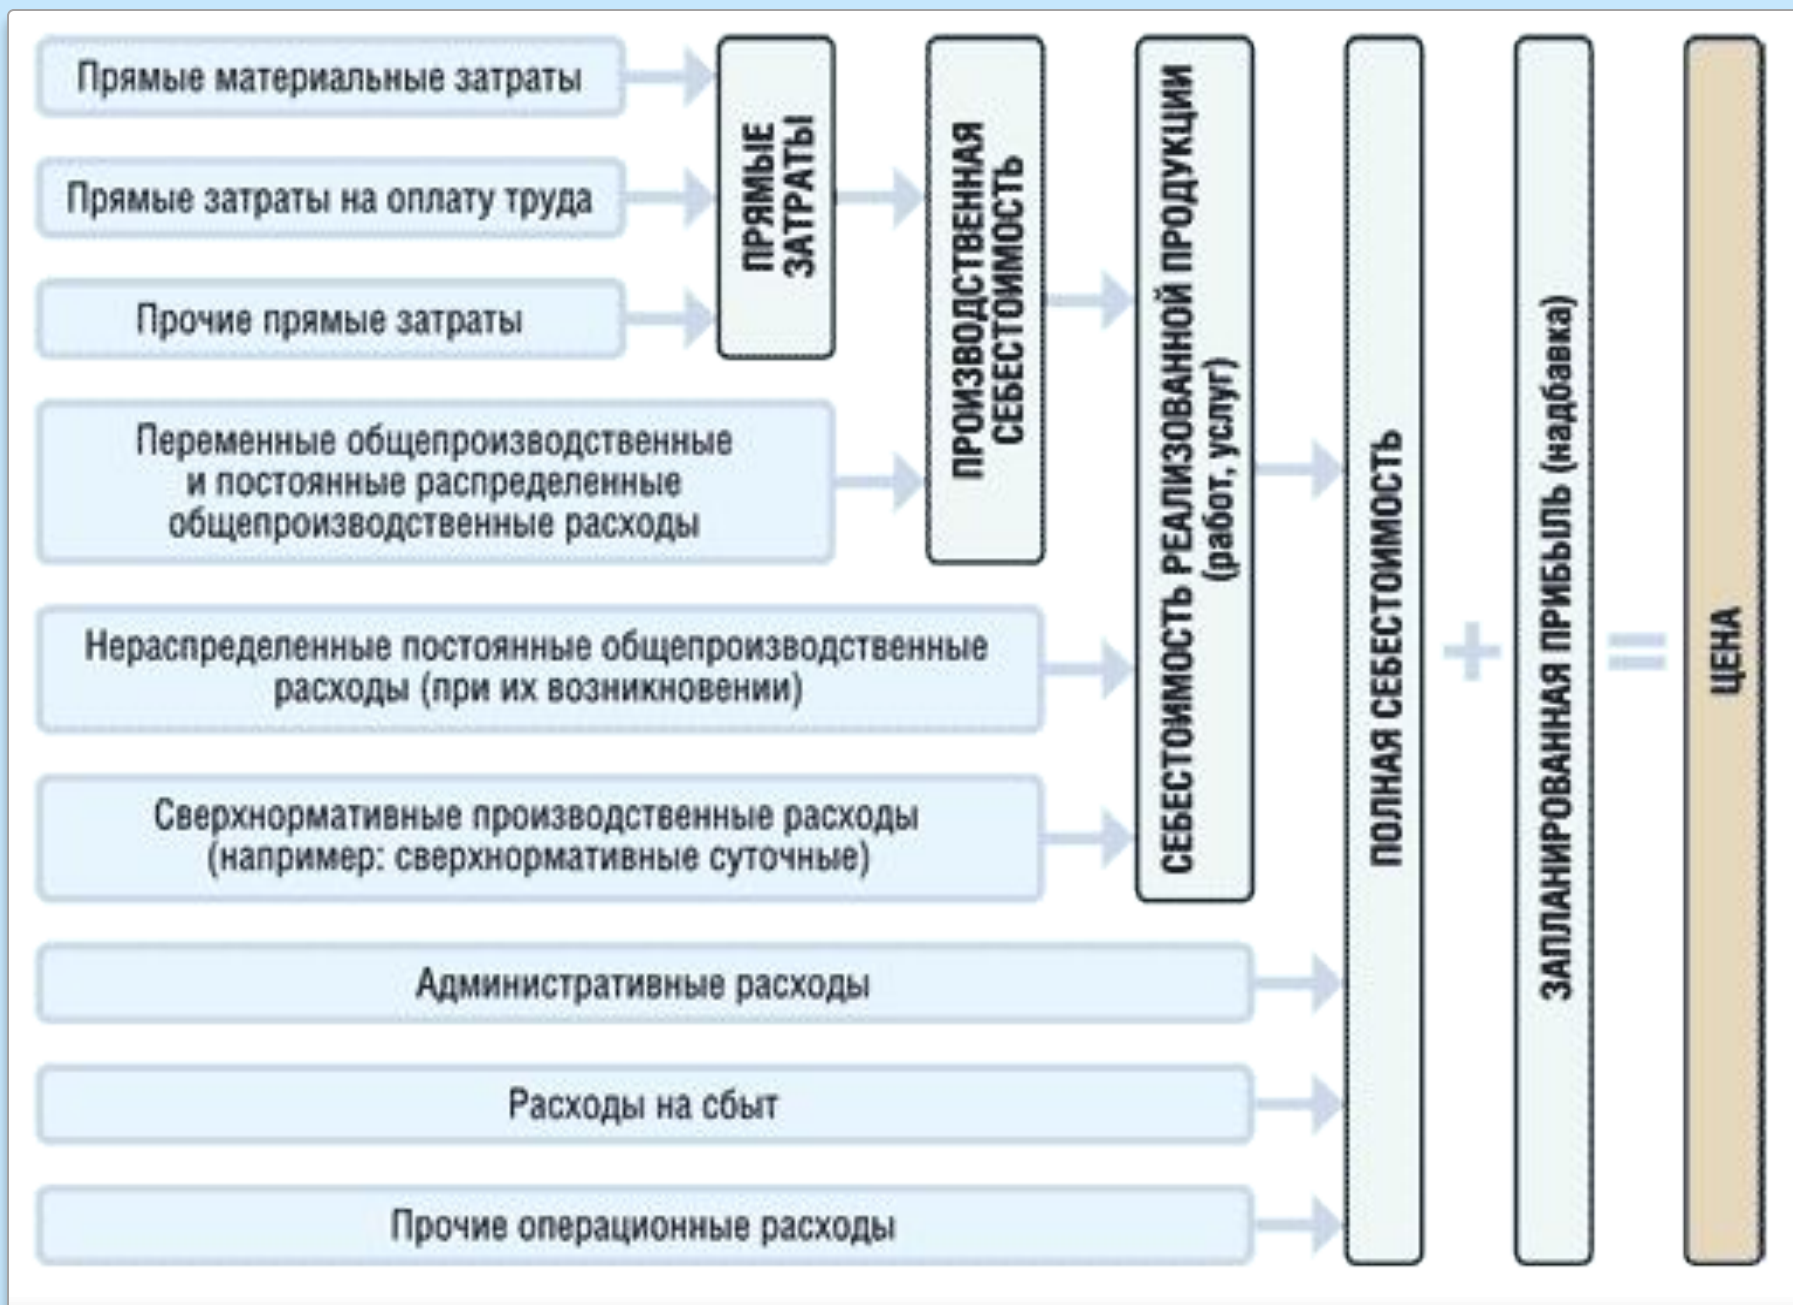 Прямые материальные затраты
Прямые затраты на оплату труда
Прочие прямые затраты
ПРЯМЫЕ
ЗАТРАТЫ
Переменные общепроизводственные
и постоянные распределенные
общепроизводственные расходы
ПРОИЗВОДСТВЕННАЯ
СЕБЕСТОИМОСТЬ
Нераспределенные постоянные общепроизводственные
расходы (при их возникновении)
Сверхнормативные производственные расходы
(например: сверхнормативные суточные)
СЕБЕСТОИМОСТЬ РЕАЛИЗОВАННОЙ ПРОДУКЦИИ
(работ, услуг)
Административные расходы
Расходы на сбыт
Прочие операционные расходы
ПОЛНАЯ СЕБЕСТОИМОСТЬ
+
ЗАПЛАНИРОВАННАЯ ПРИБЫЛЬ (надбавка)
=
ЦЕНА